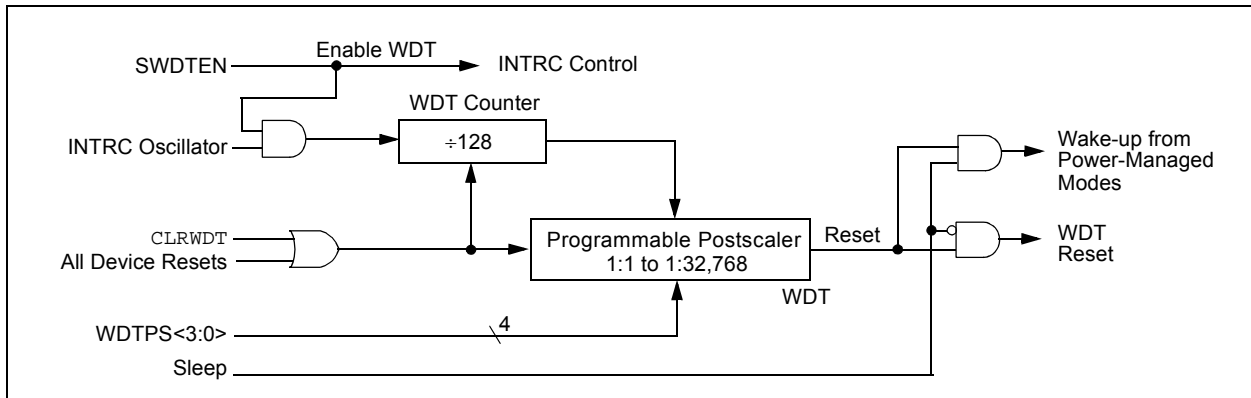 Enable WDT
SWDTEN
INTRC Control
WDT Counter
INTRC Oscillator
÷128
Wake-up from
Power-Managed
Modes
CLRWDT
All Device Resets
Programmable Postscaler
1:1 to 1:32,768
Reset
WDT
WDT
Reset
WDTPS<3:0>
4
Sleep